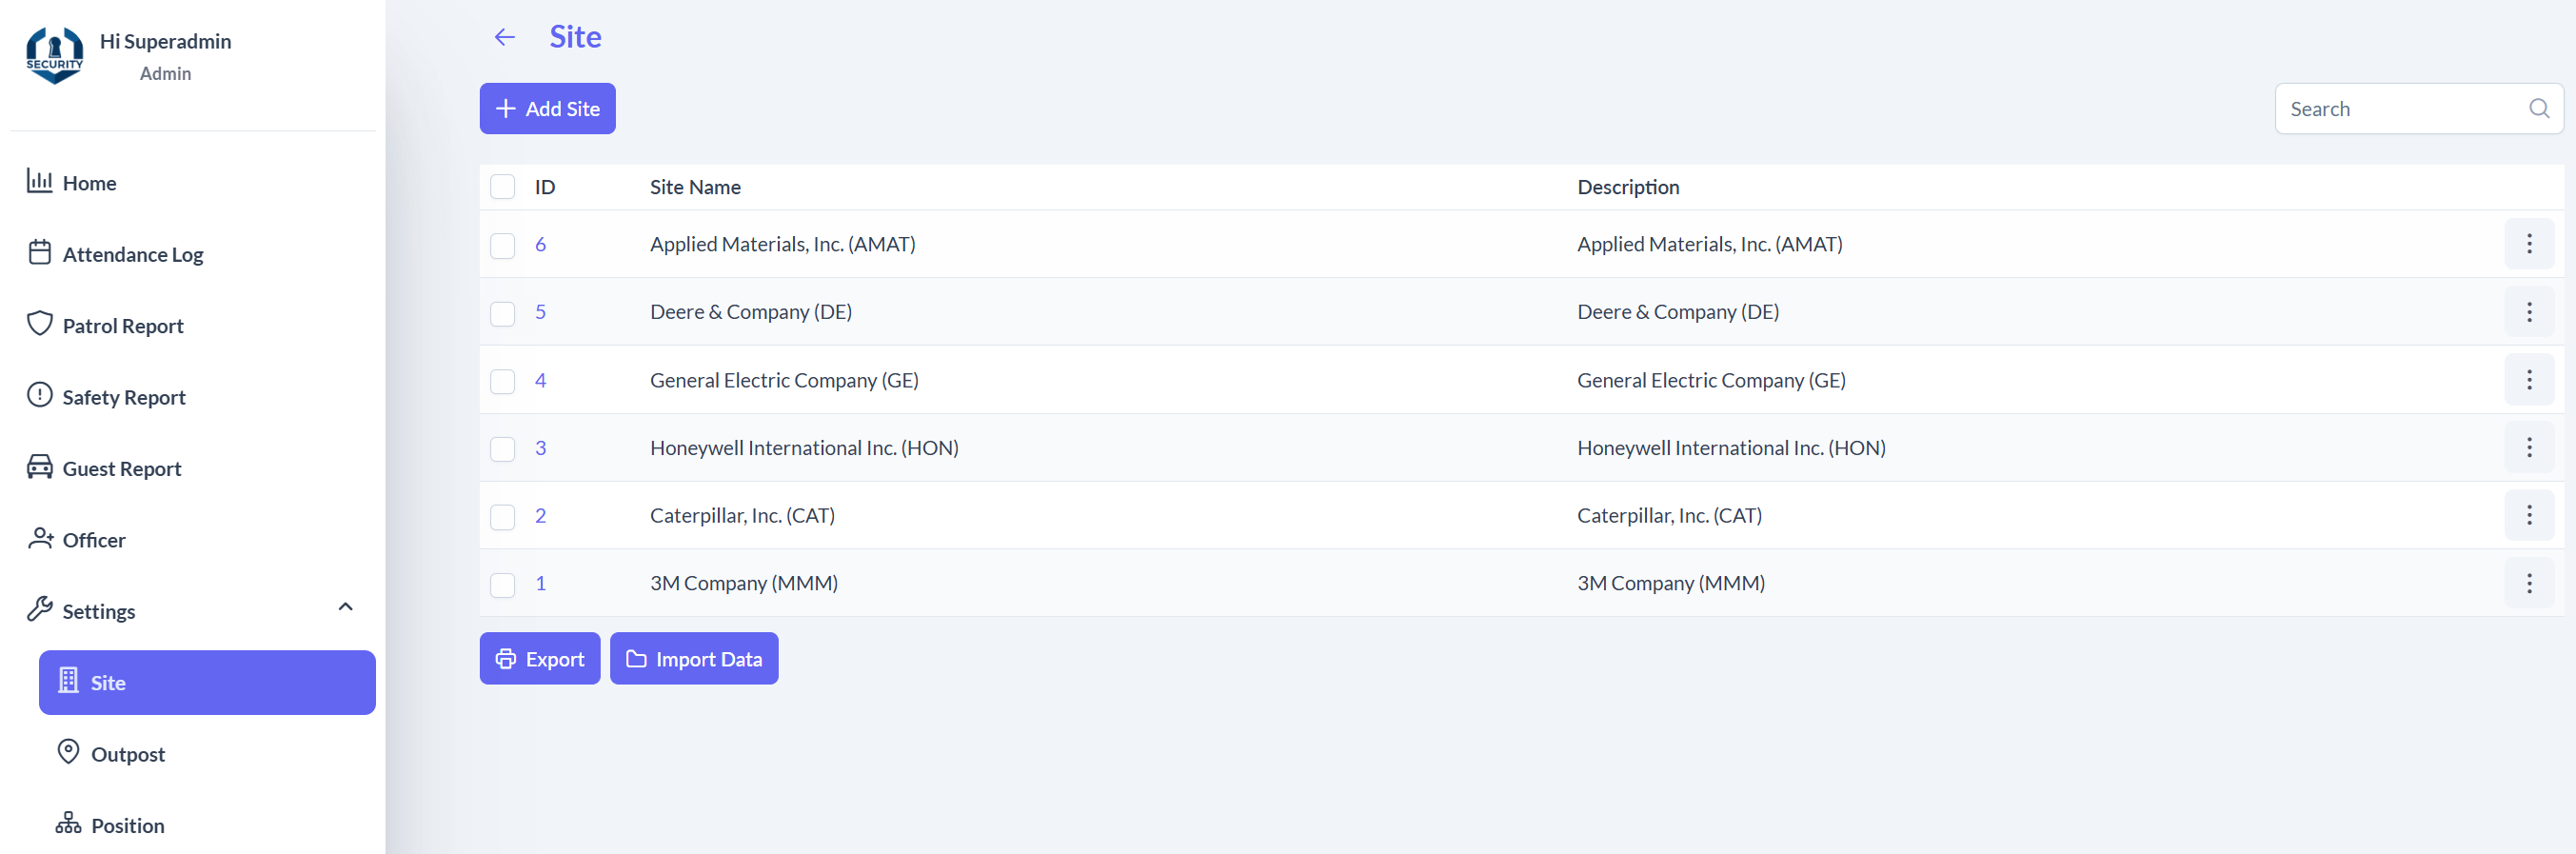 SECURITY
Hi Superadmin
Admin
Home
Attendance Log
Patrol Report
Safety Report
Guest Report
Officer
Settings
Site
Outpost
Position
Site
Add Site
Search
ID Site Name Description
6 Applied Materials, Inc. (AMAT) Applied Materials, Inc. (AMAT)
5 Deere & Company (DE) Deere & Company (DE)
4 General Electric Company (GE) General Electric Company (GE)
3 Honeywell International Inc. (HON) Honeywell International Inc. (HON)
2 Caterpillar, Inc. (CAT) Caterpillar, Inc. (CAT)
1 3M Company (MMM) 3M Company (MMM)
Export Import Data